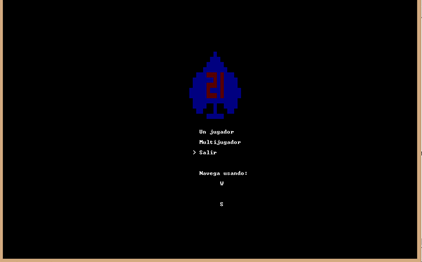 21
Un jugador
Multijugador
> Salir
Navega usando:
W
S